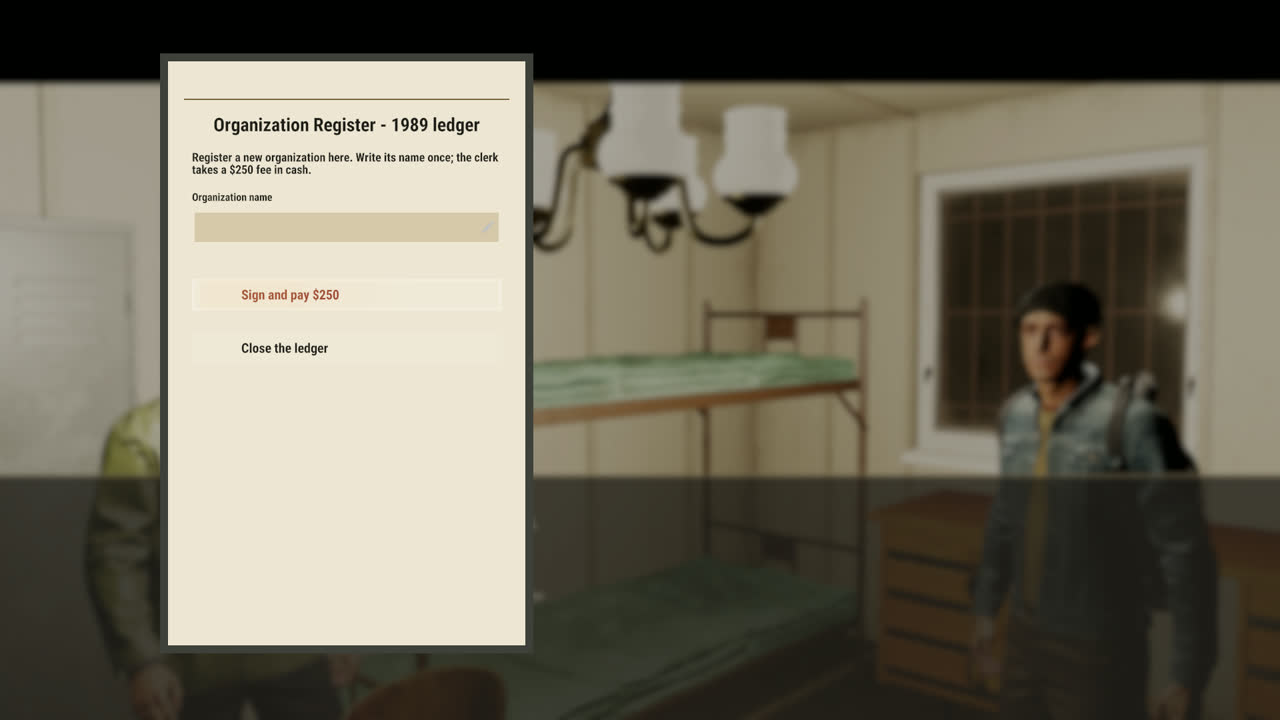 Organization Register - 1989 ledger
Register a new organization here. Write its name once; the clerk
takes a $250 fee in cash.
Organization name
Sign and pay $250
Close the ledger